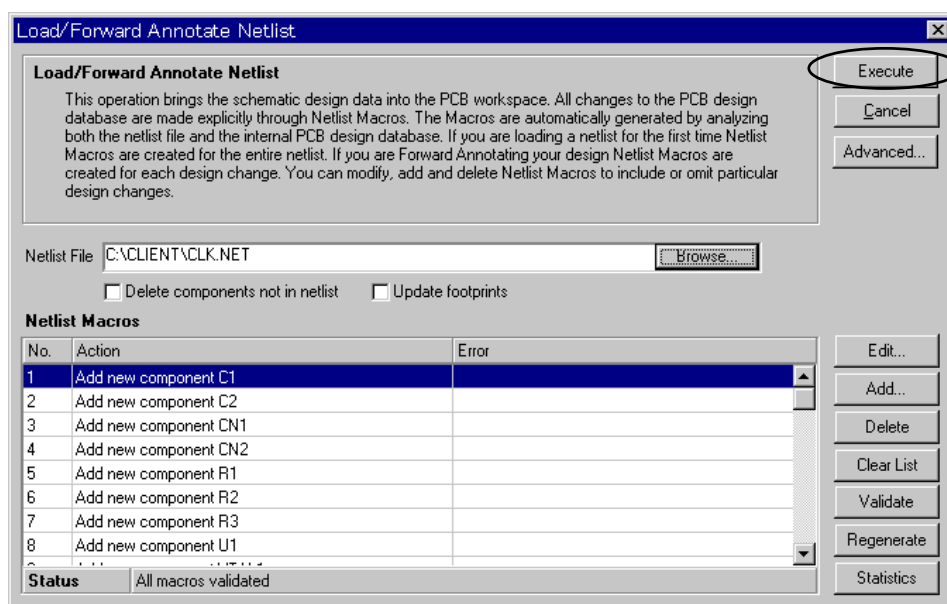 Load/Forward Annotate Netlist
Load/Forward Annotate Netlist
This operation brings the schematic design data into the PCB workspace. All changes to the PCB design
database are made explicitly through Netlist Macros. The Macros are automatically generated by analyzing
both the netlist file and the internal PCB design database. If you are loading a netlist for the first time Netlist
Macros are created for the entire netlist. If you are Forward Annotating your design Netlist Macros are
created for each design change. You can modify, add and delete Netlist Macros to include or omit particular
design changes.
Execute
Cancel
Advanced...
Netlist File C:\CLIENT\CLK.NET Browse...
Delete components not in netlist Update footprints
Netlist Macros
No. Action Error
1 Add new component C1
2 Add new component C2
3 Add new component CN1
4 Add new component CN2
5 Add new component R1
6 Add new component R2
7 Add new component R3
8 Add new component U1
Status All macros validated
Edit...
Add...
Delete
Clear List
Validate
Regenerate
Statistics